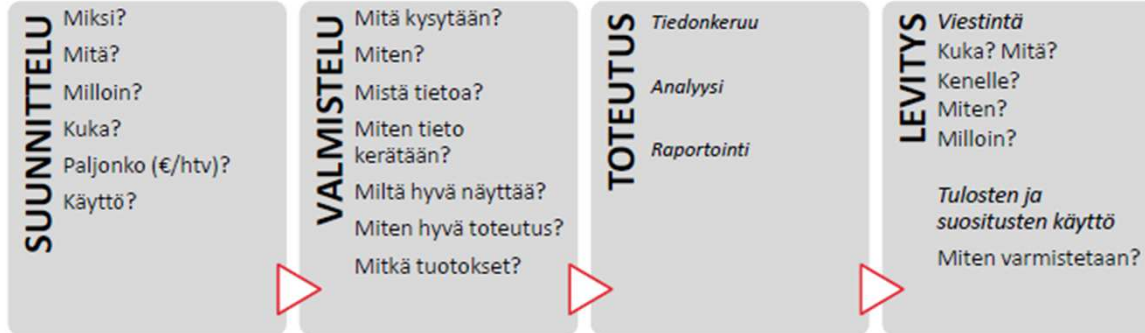 SUUNNITTELU
Miksi?
Mitä?
Milloin?
Kuka?
Paljonko (€/htv)?
Käyttö?
VALMISTELU
Mitä kysytään?
Miten?
Mistä tietoa?
Miten tieto
kerätään?
Miltä hyvä näyttää?
Miten hyvä toteutus?
Mitkä tuotokset?
TOTEUTUS
Tiedonkeruu
Analyysi
Raportointi
LEVITYS
Viestintä
Kuka? Mitä?
Kenelle?
Miten?
Milloin?
Tulosten ja
suositusten käyttö
Miten varmistetaan?